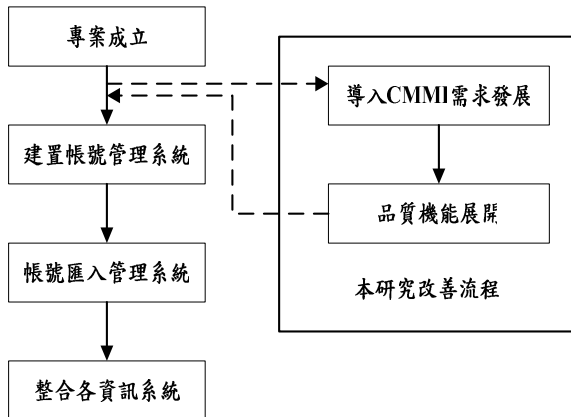 專案成立
導入CMMI需求發展
建置帳號管理系統
品質機能展開
帳號匯入管理系統
本研究改善流程
整合各資訊系統